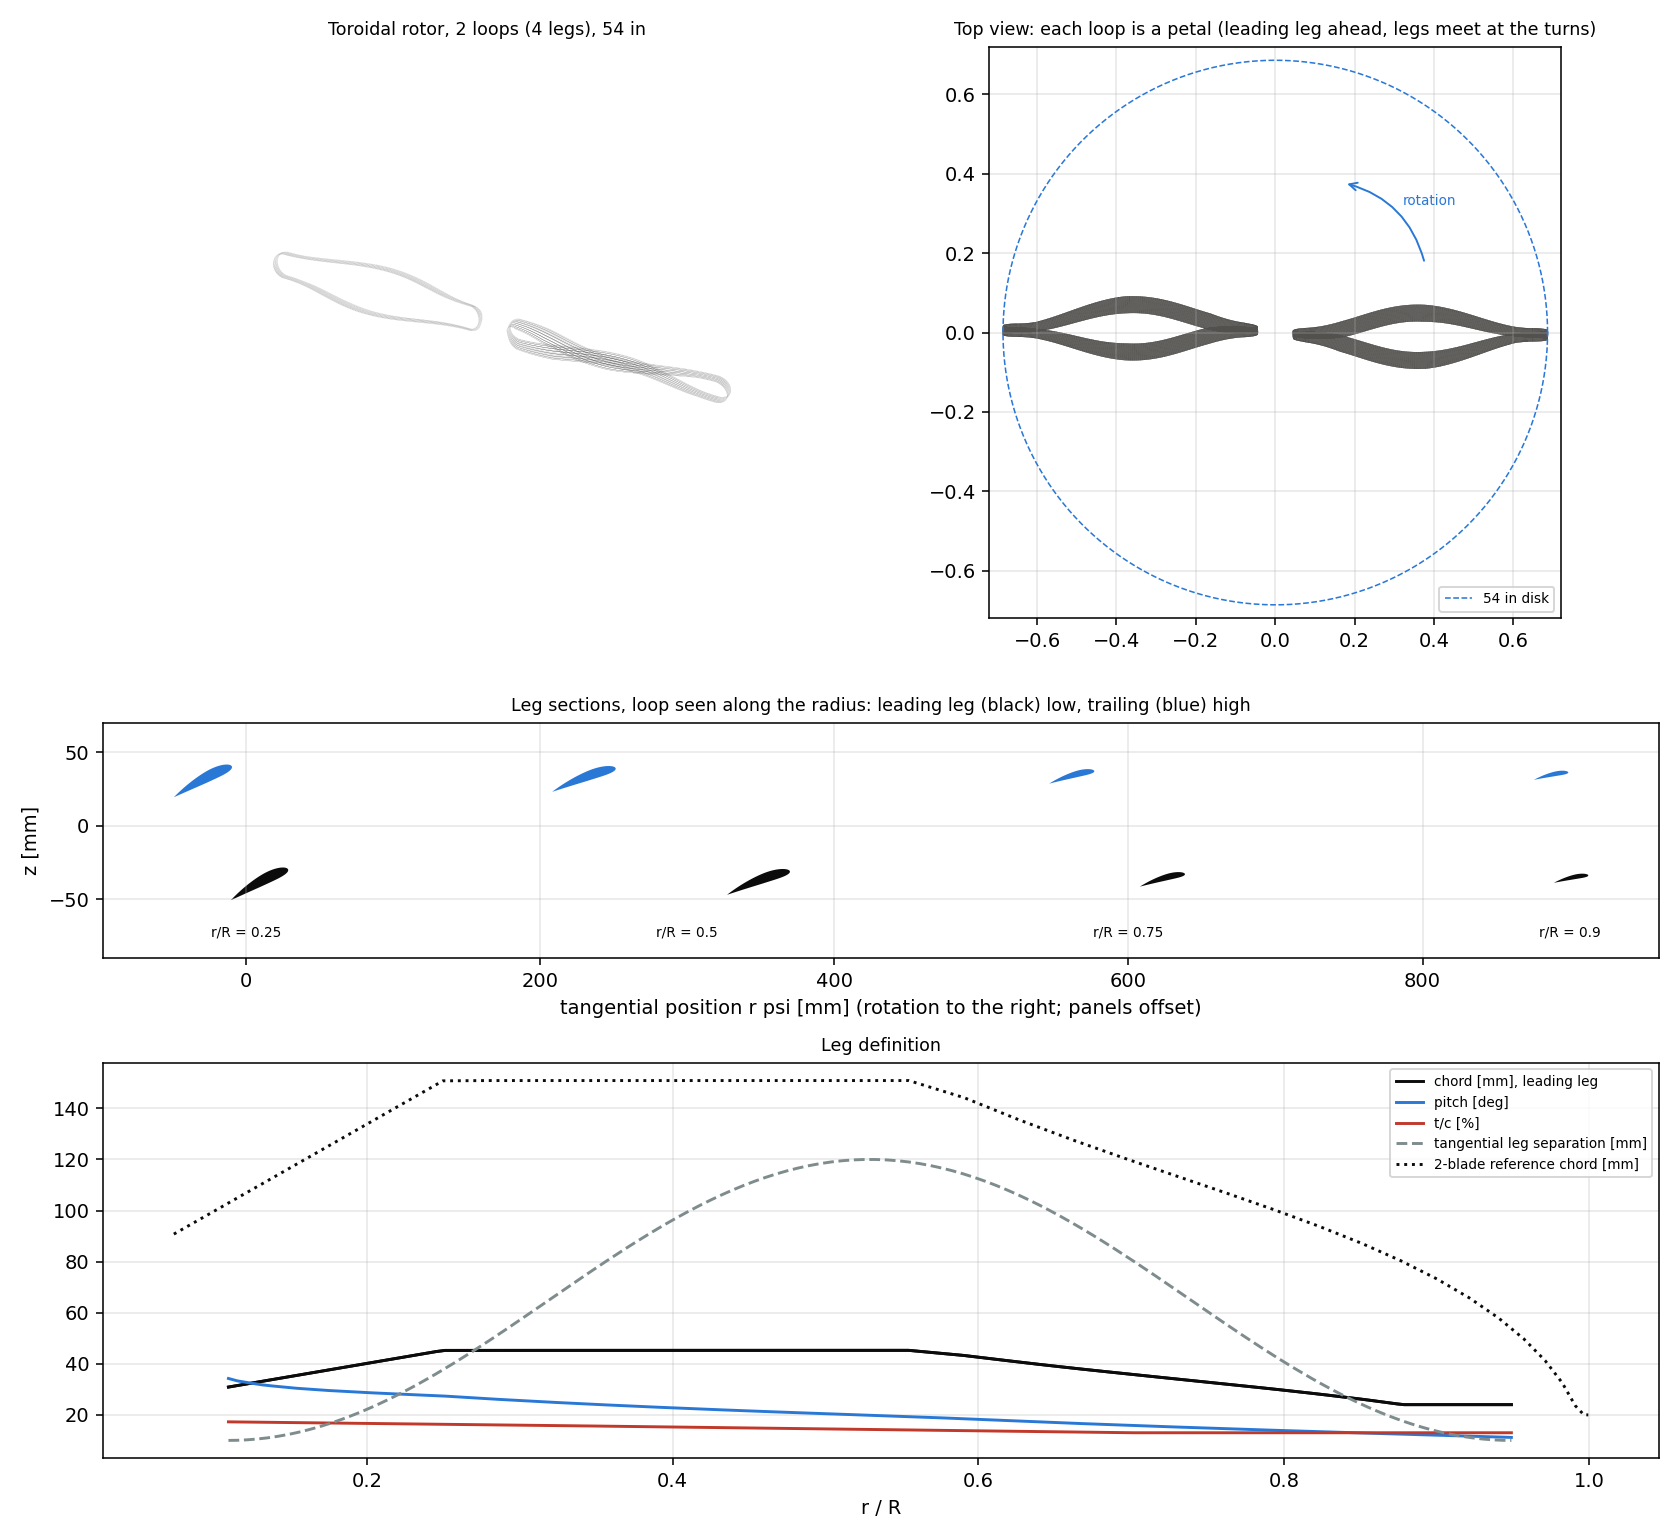 Toroidal rotor, 2 loops (4 legs), 54 in
Top view: each loop is a petal (leading leg ahead, legs meet at the turns)
0.6
0.4
0.2
0.0
−0.2
−0.4
−0.6
rotation
54 in disk
−0.6 −0.4 −0.2 0.0 0.2 0.4 0.6
Leg sections, loop seen along the radius: leading leg (black) low, trailing (blue) high
50
0
−50
z [mm]
r/R = 0.25 r/R = 0.5 r/R = 0.75 r/R = 0.9
0 200 400 600 800
tangential position r psi [mm] (rotation to the right; panels offset)
Leg definition
140
120
100
80
60
40
20
chord [mm], leading leg
pitch [deg]
t/c [%]
tangential leg separation [mm]
2-blade reference chord [mm]
0.2 0.4 0.6 0.8 1.0
r / R